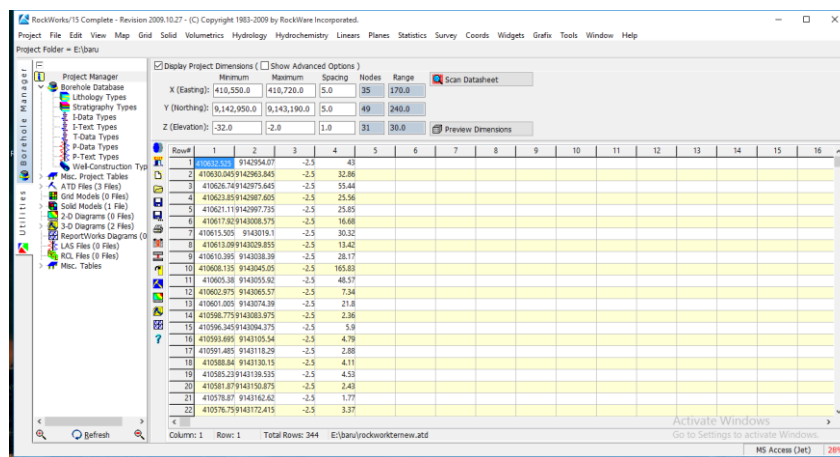 RockWorks/15 Complete - Revision 2009.10.27 - (C) Copyright 1983-2009 by RockWare Incorporated.
Project File Edit View Map Grid Solid Volumetrics Hydrology Hydrochemistry Linears Planes Statistics Survey Coords Widgets Grafix Tools Window Help
Project Folder = E:\baru
Borehole Manager
Utilities
Project Manager
Borehole Database
Lithology Types
Stratigraphy Types
I-Data Types
I-Text Types
T-Data Types
P-Data Types
P-Text Types
Well-Construction Typ
Misc. Project Tables
ATD Files (3 Files)
Grid Models (0 Files)
Solid Models (1 File)
2-D Diagrams (0 Files)
3-D Diagrams (2 Files)
ReportWorks Diagrams (0
LAS Files (0 Files)
RCL Files (0 Files)
Misc. Tables
Refresh
Display Project Dimensions ( Show Advanced Options )
Minimum Maximum Spacing Nodes Range
X (Easting): 410,550.0 410,720.0 5.0 35 170.0 Scan Datasheet
Y (Northing): 9,142,950.0 9,143,190.0 5.0 49 240.0
Z (Elevation): -32.0 -2.0 1.0 31 30.0 Preview Dimensions
Row# 1 2 3 4 5 6 7 8 9 10 11 12 13 14 15 16
1 410632.525 9142954.07 -2.5 43
2 410630.045 9142963.845 -2.5 32.86
3 410626.74 9142975.645 -2.5 55.44
4 410623.85 9142987.605 -2.5 25.56
5 410621.11 9142997.735 -2.5 25.85
6 410617.92 9143008.575 -2.5 16.68
7 410615.505 9143019.1 -2.5 30.32
8 410613.09 9143029.855 -2.5 13.42
9 410610.395 9143038.39 -2.5 28.17
10 410608.135 9143045.05 -2.5 165.83
11 410605.38 9143055.92 -2.5 48.57
12 410602.975 9143065.57 -2.5 7.34
13 410601.005 9143074.39 -2.5 21.8
14 410598.775 9143083.975 -2.5 2.36
15 410596.345 9143094.375 -2.5 5.9
16 410593.695 9143105.54 -2.5 4.79
17 410591.485 9143118.29 -2.5 2.88
18 410588.84 9143130.15 -2.5 4.11
19 410585.23 9143139.535 -2.5 4.53
20 410581.87 9143150.875 -2.5 2.43
21 410578.87 9143162.62 -2.5 1.77
22 410576.75 9143172.415 -2.5 3.37
Activate Windows
Go to Settings to activate Windows.
Column: 1 Row: 1 Total Rows: 344 E:\baru\rockworkternew.atd
MS Access (Jet) 28%